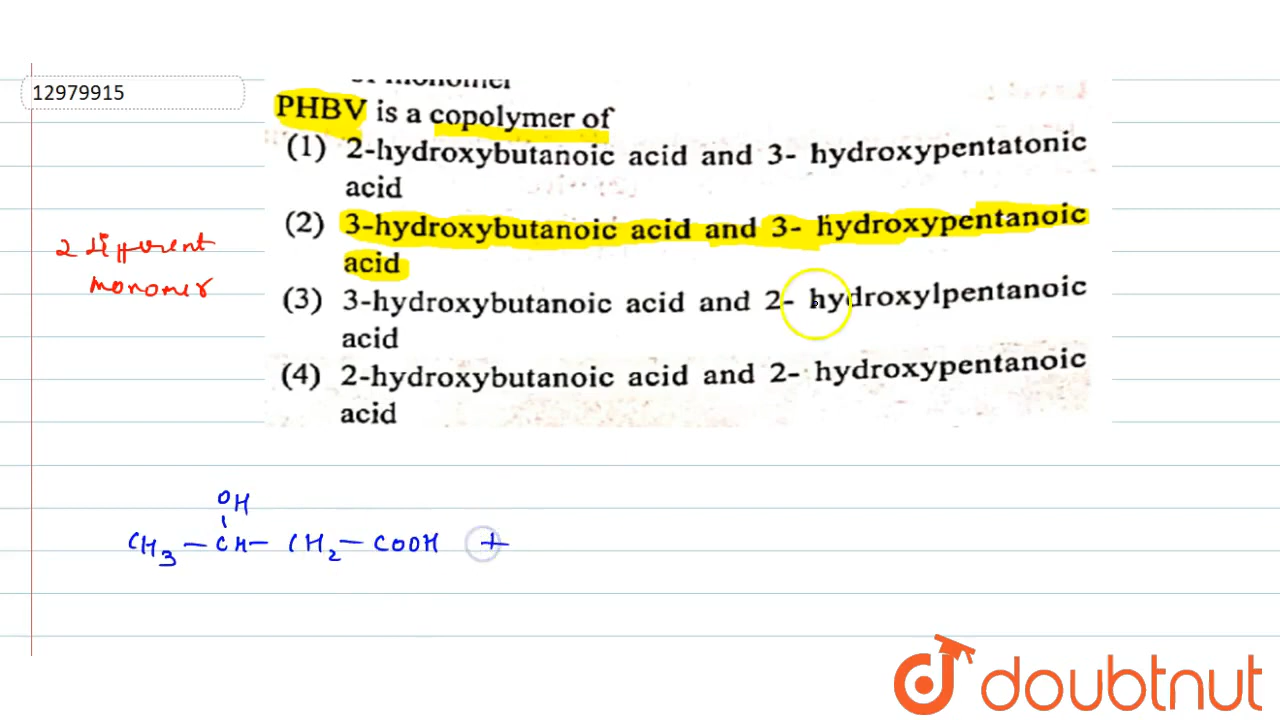 12979915
PHBV is a copolymer of
(1) 2-hydroxybutanoic acid and 3- hydroxypentatonic
acid
(2) 3-hydroxybutanoic acid and 3- hydroxypentanoic
acid
(3) 3-hydroxybutanoic acid and 2- hydroxylpentanoic
acid
(4) 2-hydroxybutanoic acid and 2- hydroxypentanoic
acid
2 different
monomer
OH
CH3 - CH - CH2 - COOH +
doubtnut